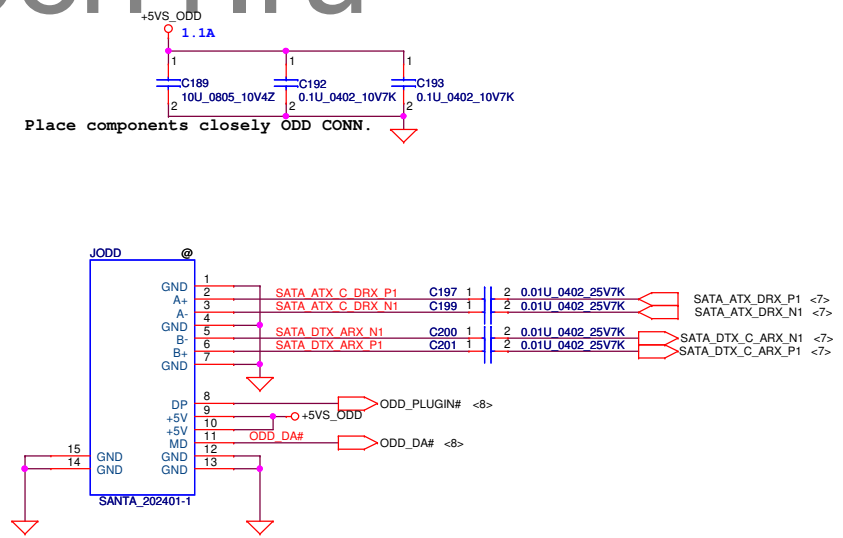 +5VS_ODD
1.1A
1 1 1
C189 C192 C193
10U_0805_10V4Z 0.1U_0402_10V7K 0.1U_0402_10V7K
2 2 2
Place components closely ODD CONN.
JODD @
GND 1
A+ 2 SATA_ATX_C_DRX_P1 C197 1 2 0.01U_0402_25V7K SATA_ATX_DRX_P1 <7>
A- 3 SATA_ATX_C_DRX_N1 C199 1 2 0.01U_0402_25V7K SATA_ATX_DRX_N1 <7>
GND 4
B- 5 SATA_DTX_ARX_N1 C200 1 2 0.01U_0402_25V7K SATA_DTX_C_ARX_N1 <7>
B+ 6 SATA_DTX_ARX_P1 C201 1 2 0.01U_0402_25V7K SATA_DTX_C_ARX_P1 <7>
GND 7
DP 8 ODD_PLUGIN# <8>
+5V 9 +5VS_ODD
+5V 10
MD 11 ODD_DA# ODD_DA# <8>
15 GND GND 12
14 GND GND 13
SANTA_202401-1